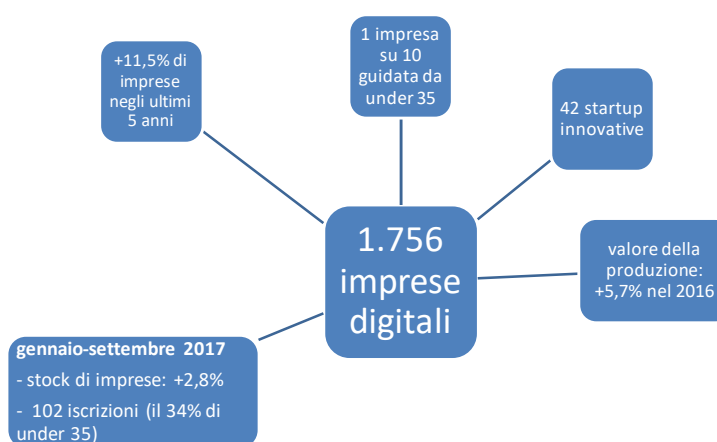 +11,5% di
imprese
negli ultimi
5 anni
1 impresa
su 10
guidata da
under 35
42 startup
innovative
1.756
imprese
digitali
valore della
produzione:
+5,7% nel 2016
gennaio-settembre 2017
- stock di imprese: +2,8%
- 102 iscrizioni (il 34% di
under 35)